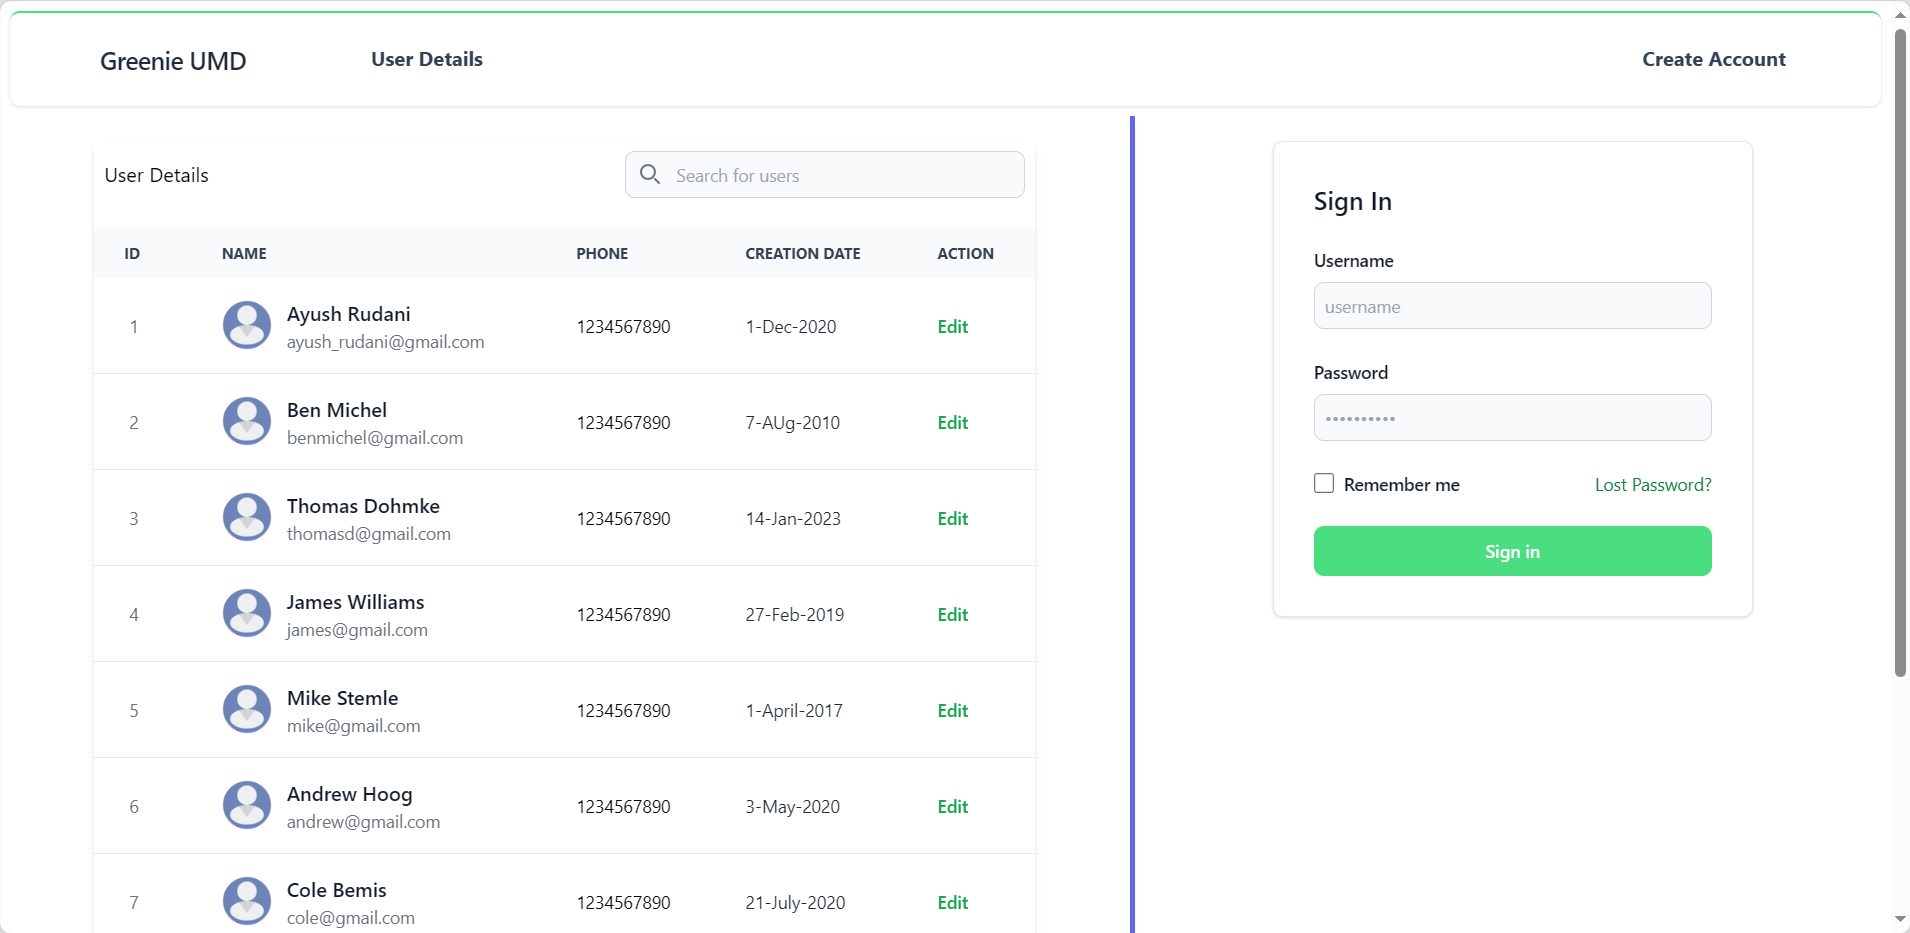 Greenie UMD User Details Create Account
User Details
Search for users
ID NAME PHONE CREATION DATE ACTION
1 Ayush Rudani 1234567890 1-Dec-2020 Edit
ayush_rudani@gmail.com
2 Ben Michel 1234567890 7-AUg-2010 Edit
benmichel@gmail.com
3 Thomas Dohmke 1234567890 14-Jan-2023 Edit
thomasd@gmail.com
4 James Williams 1234567890 27-Feb-2019 Edit
james@gmail.com
5 Mike Stemle 1234567890 1-April-2017 Edit
mike@gmail.com
6 Andrew Hoog 1234567890 3-May-2020 Edit
andrew@gmail.com
7 Cole Bemis 1234567890 21-July-2020 Edit
cole@gmail.com
Sign In
Username
username
Password
••••••••••
Remember me Lost Password?
Sign in